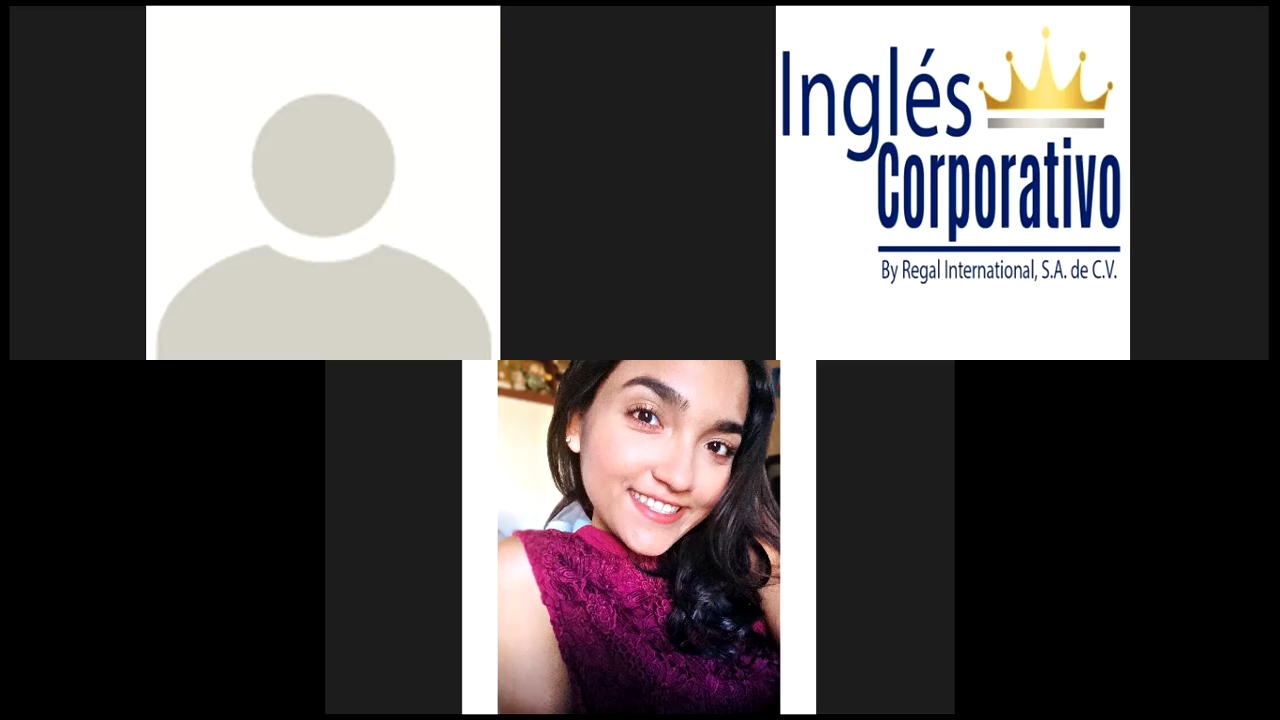 Inglés
Corporativo
By Regal International, S.A. de C.V.